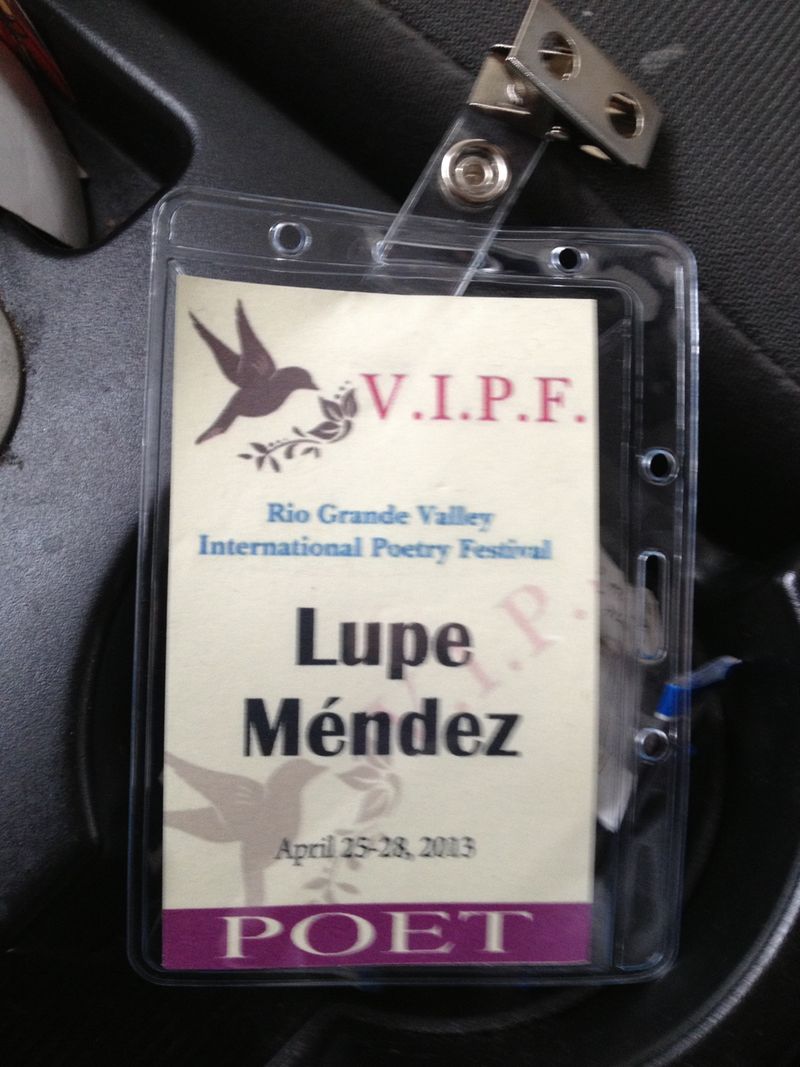 V.I.P.F.
Rio Grande Valley
International Poetry Festival
Lupe
Méndez
V.I.P.
April 25-28, 2013
POET